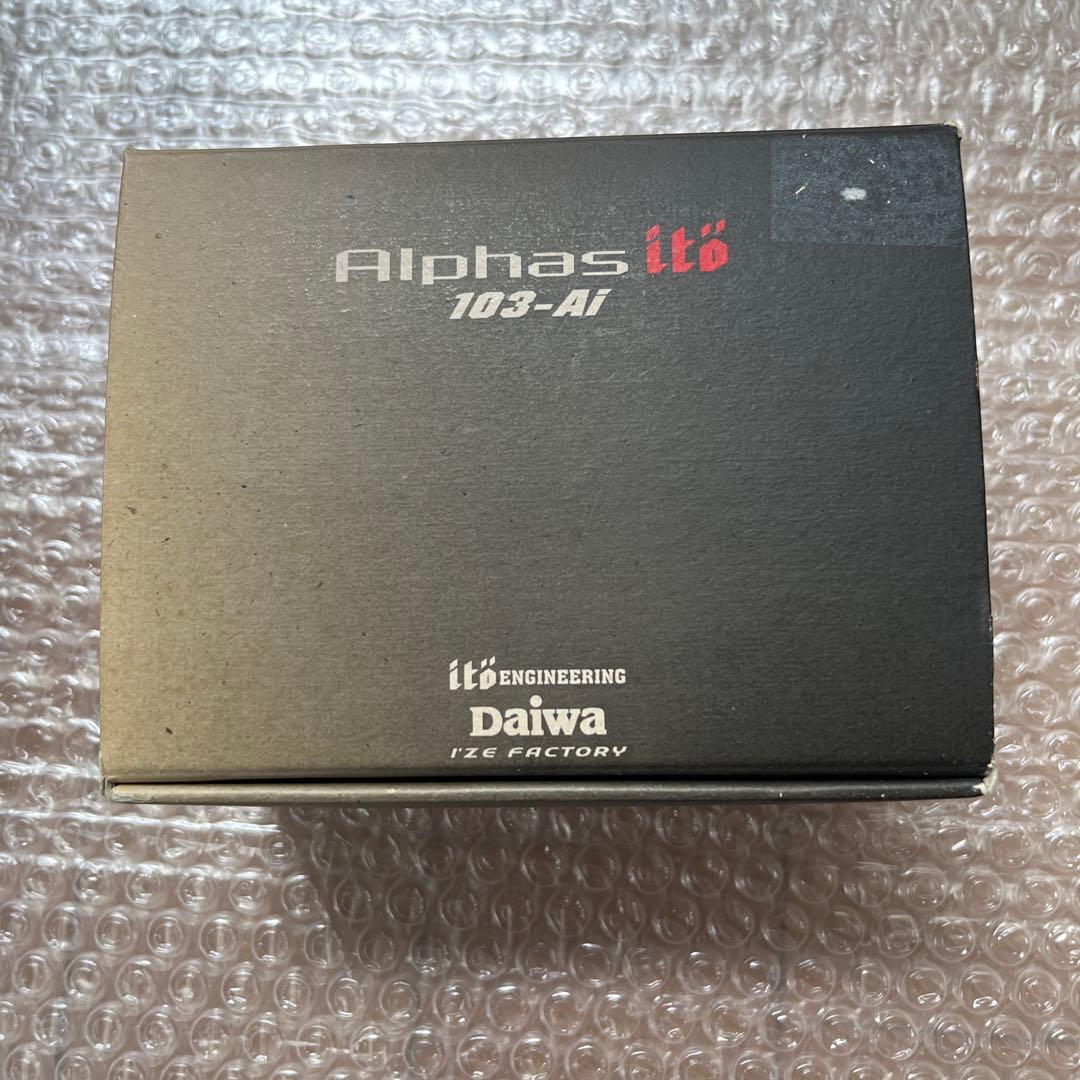 Alphas itö
103-Ai
itö ENGINEERING
Daiwa
I'ZE FACTORY